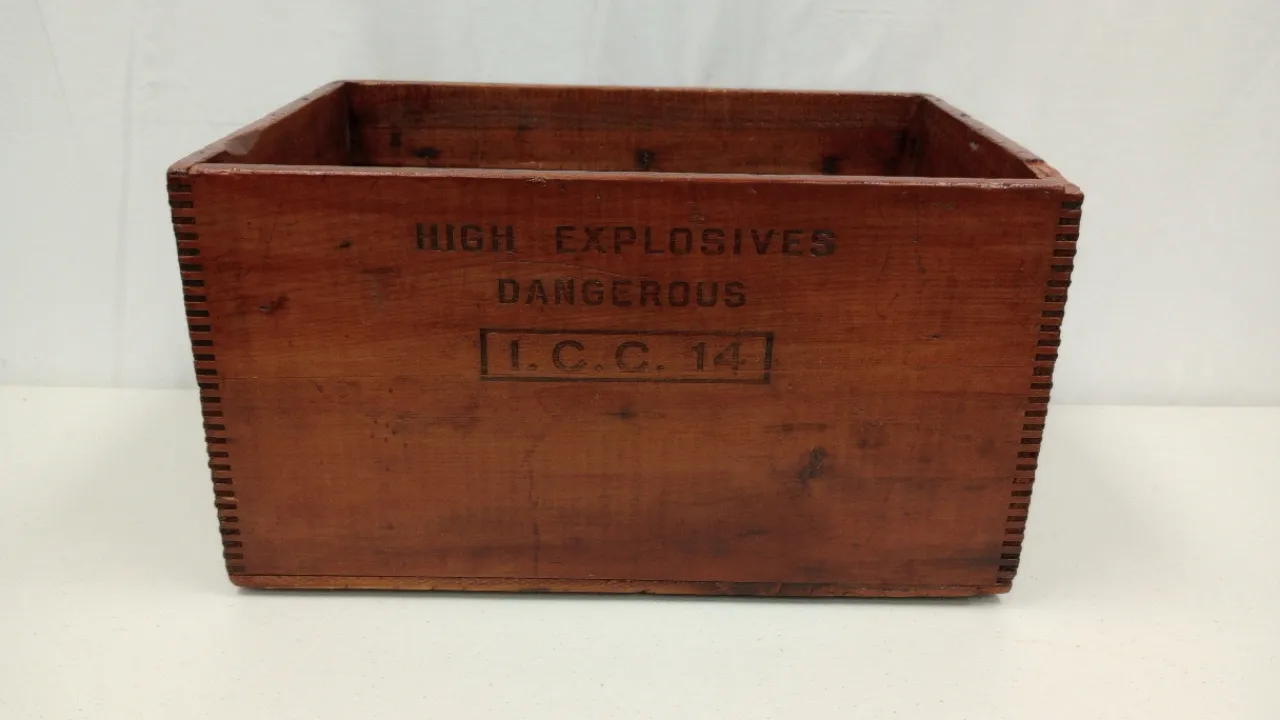 HIGH EXPLOSIVES
DANGEROUS
I. C. C. 14